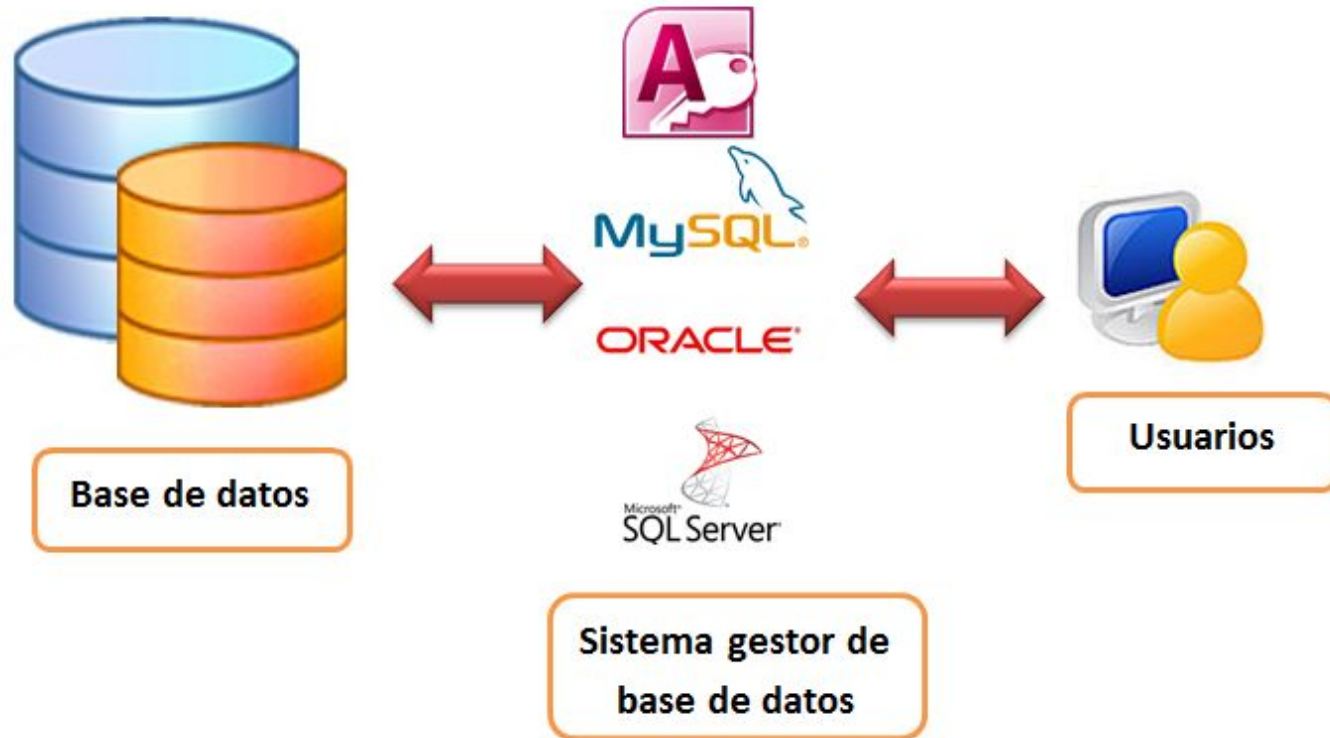 A
MySQL®
ORACLE®
Microsoft®
SQL Server®
Base de datos
Usuarios
Sistema gestor de
base de datos